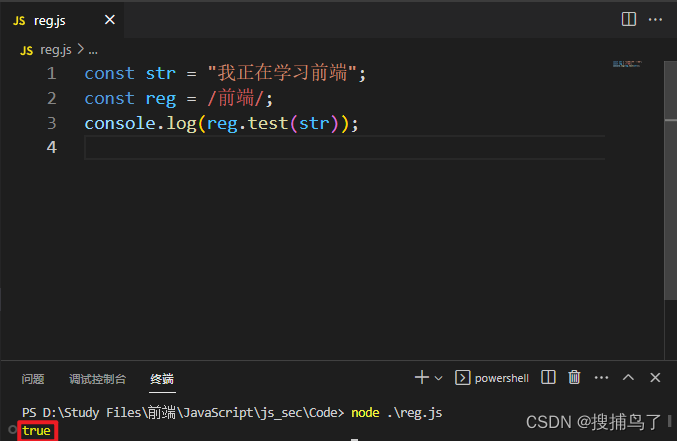 JS reg.js
JS reg.js > ...
1 const str = "我正在学习前端";
2 const reg = /前端/;
3 console.log(reg.test(str));
4
问题 调试控制台 终端 powershell
PS D:\Study Files\前端\JavaScript\js_sec\Code> node .\reg.js
true
CSDN @搜捕鸟了